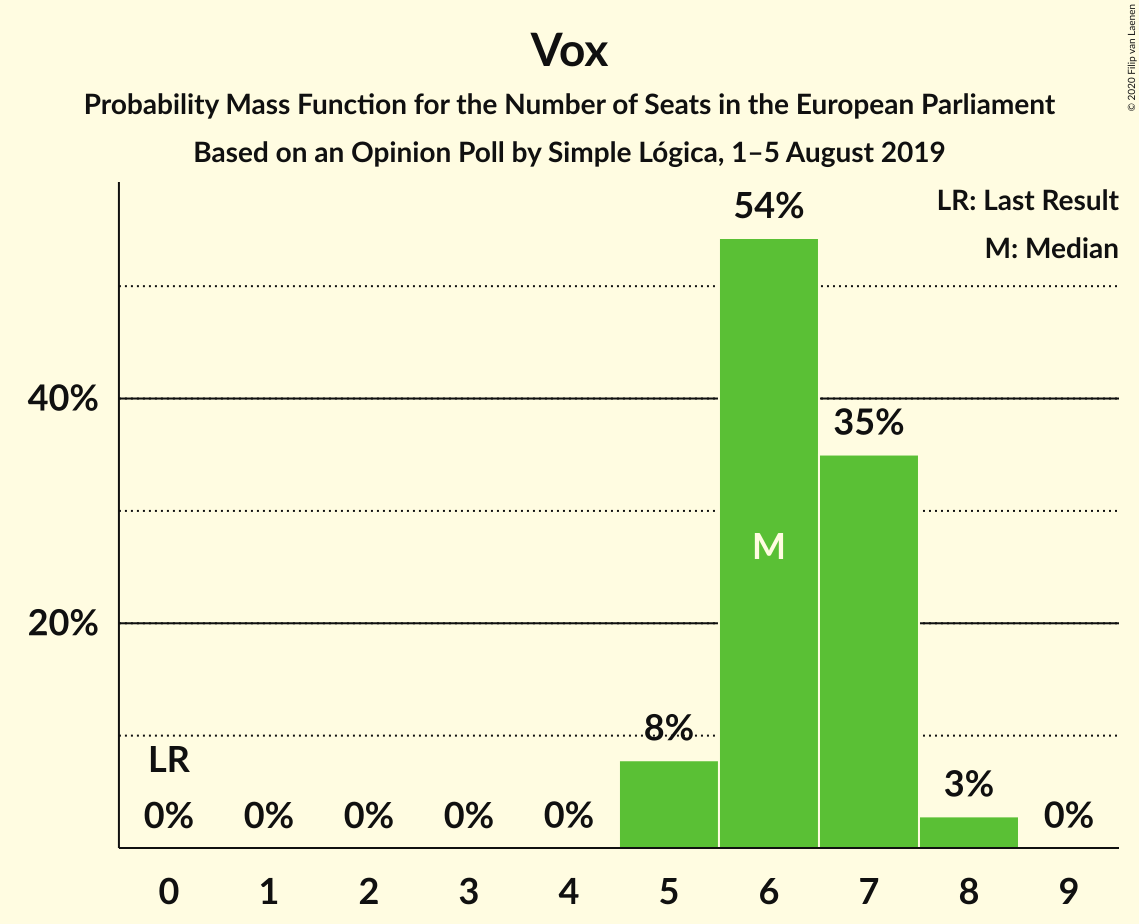 Vox
Probability Mass Function for the Number of Seats in the European Parliament
Based on an Opinion Poll by Simple Lógica, 1–5 August 2019
© 2020 Filip van Laenen
LR: Last Result
M: Median
54%
40%
35%
M
20%
8%
LR
3%
0% 0% 0% 0% 0% 0%
0 1 2 3 4 5 6 7 8 9